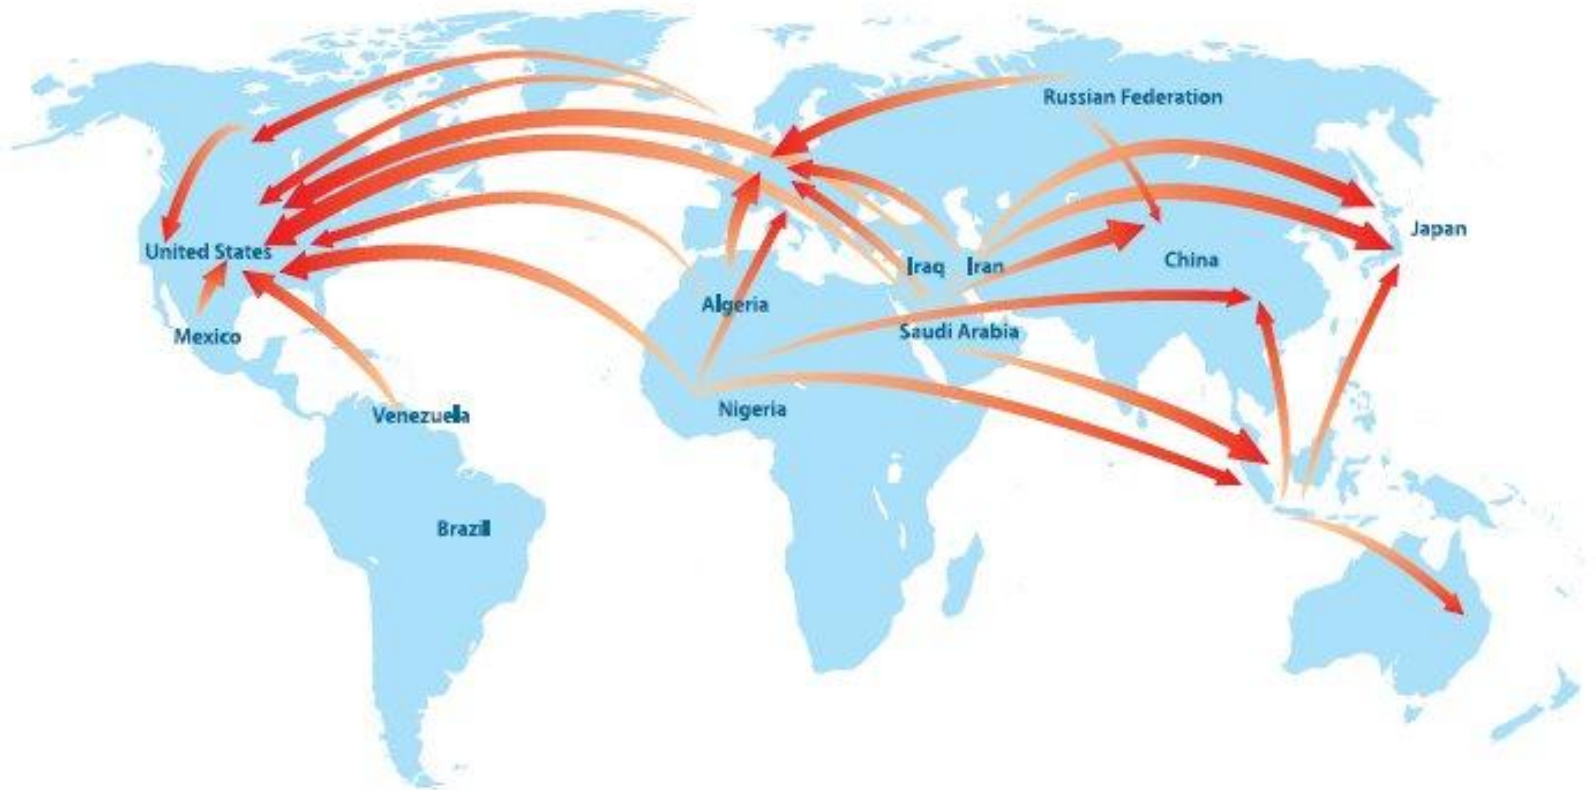 Russian Federation
Japan
United States
China
Iraq
Iran
Algeria
Saudi Arabia
Mexico
Nigeria
Venezuela
Brazil